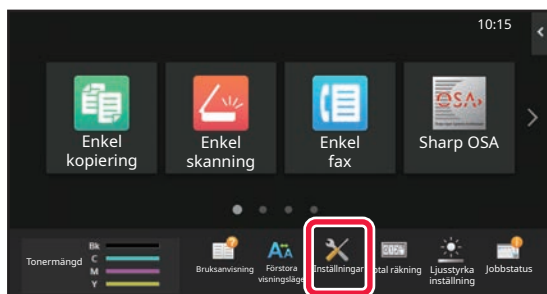 10:15
Enkel
kopiering
Enkel
skanning
Enkel
fax
OSA
Sharp OSA
Tonermängd
Bk
C
M
Y
Bruksanvisning
Förstora
visningsläge
Inställningar
Total räkning
Ljusstyrka
inställning
Jobbstatus